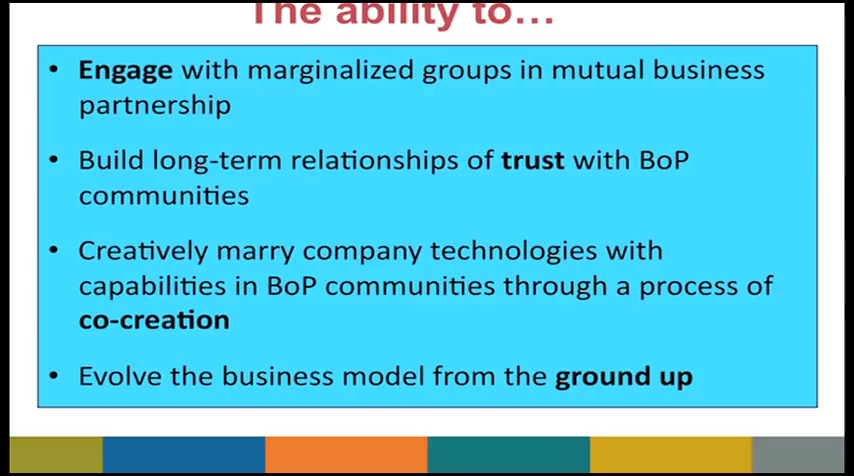 The ability to...
• Engage with marginalized groups in mutual business
partnership
• Build long-term relationships of trust with BoP
communities
• Creatively marry company technologies with
capabilities in BoP communities through a process of
co-creation
• Evolve the business model from the ground up